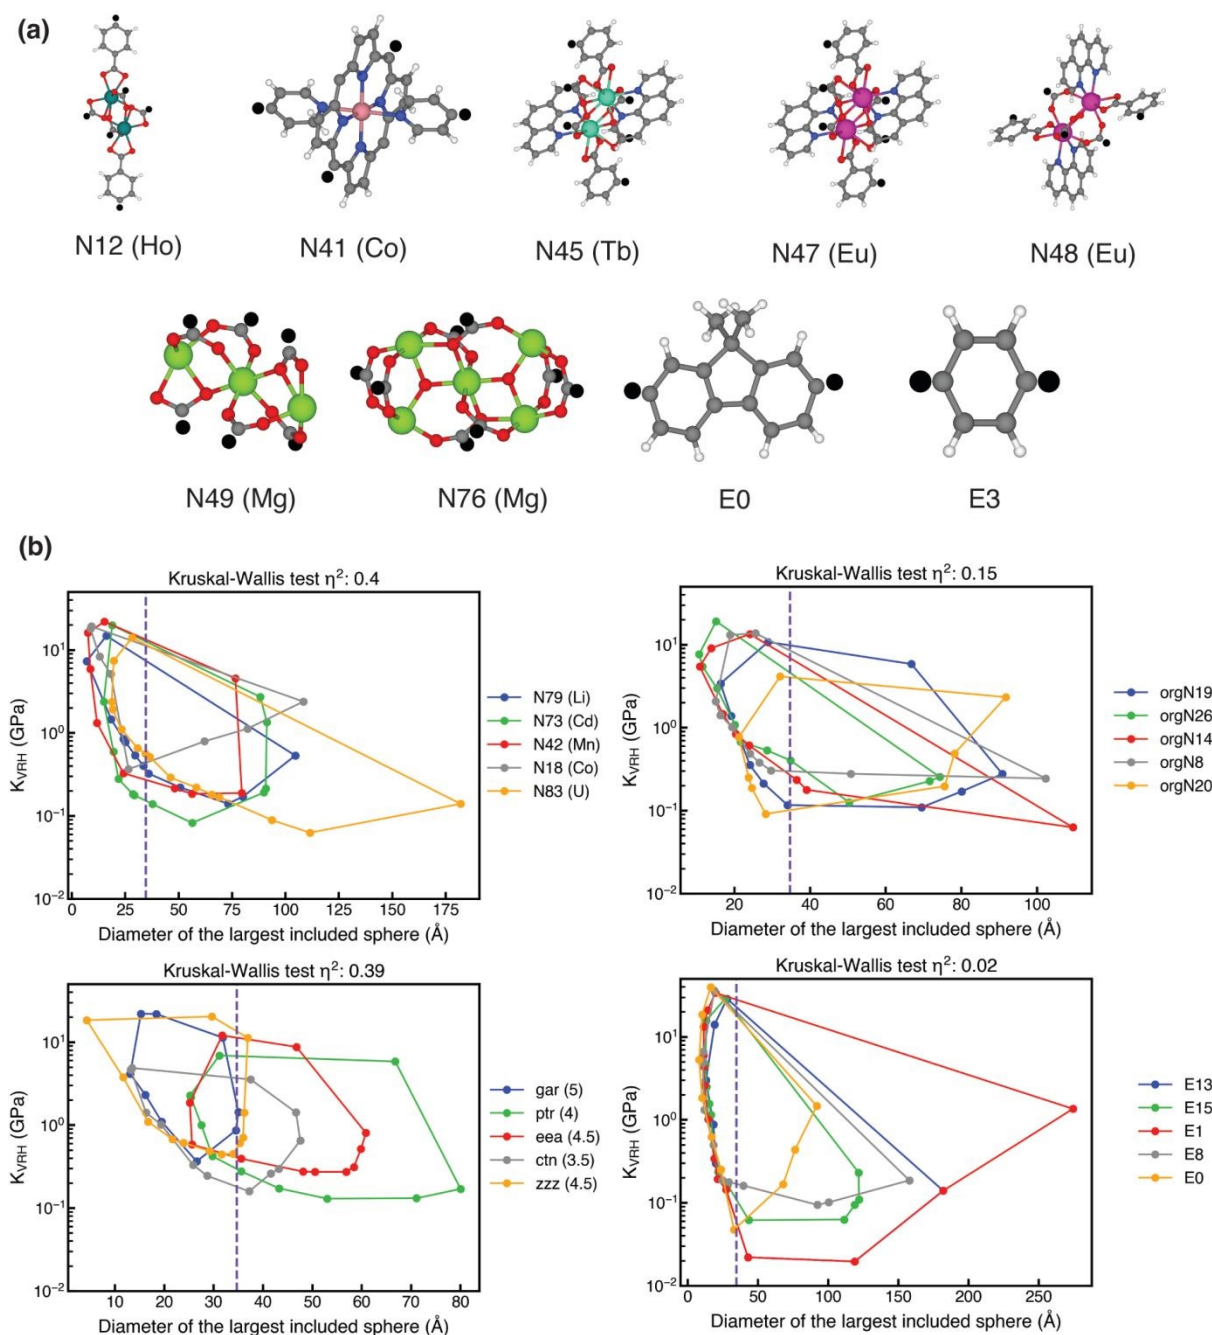 (a)
N12 (Ho)
N41 (Co)
N45 (Tb)
N47 (Eu)
N48 (Eu)
N49 (Mg)
N76 (Mg)
E0
E3
(b)
Kruskal-Wallis test η²: 0.4
K_VRH (GPa)
10¹
10⁰
10⁻¹
10⁻²
0 25 50 75 100 125 150 175
Diameter of the largest included sphere (Å)
N79 (Li)
N73 (Cd)
N42 (Mn)
N18 (Co)
N83 (U)
Kruskal-Wallis test η²: 0.15
K_VRH (GPa)
10¹
10⁰
10⁻¹
10⁻²
20 40 60 80 100
Diameter of the largest included sphere (Å)
orgN19
orgN26
orgN14
orgN8
orgN20
Kruskal-Wallis test η²: 0.39
K_VRH (GPa)
10¹
10⁰
10⁻¹
10⁻²
10 20 30 40 50 60 70 80
Diameter of the largest included sphere (Å)
gar (5)
ptr (4)
eea (4.5)
ctn (3.5)
zzz (4.5)
Kruskal-Wallis test η²: 0.02
K_VRH (GPa)
10¹
10⁰
10⁻¹
10⁻²
0 50 100 150 200 250
Diameter of the largest included sphere (Å)
E13
E15
E1
E8
E0